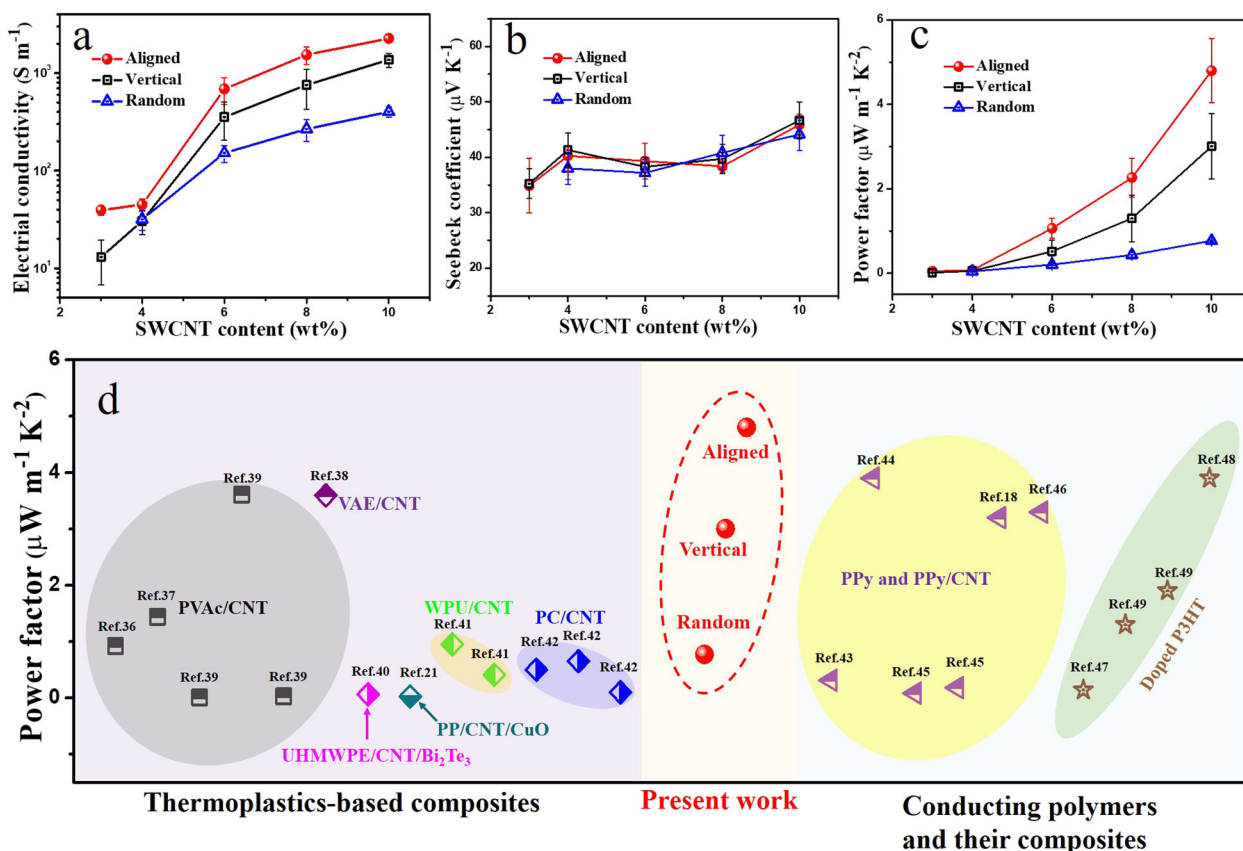 a
Aligned
Vertical
Random
Electrial conductivity (S m⁻¹)
10³
10²
10¹
2
4
6
8
10
SWCNT content (wt%)
b
Aligned
Vertical
Random
Seebeck coefficient (μV K⁻¹)
60
50
40
30
20
2
4
6
8
10
SWCNT content (wt%)
c
Aligned
Vertical
Random
Power factor (μW m⁻¹ K⁻²)
6
4
2
0
2
4
6
8
10
SWCNT content (wt%)
d
Power factor (μW m⁻¹ K⁻²)
6
4
2
0
Ref.39
Ref.38
VAE/CNT
Ref.37
PVAc/CNT
Ref.36
Ref.39
Ref.39
WPU/CNT
Ref.41
Ref.41
PC/CNT
Ref.42
Ref.42
Ref.42
Ref.40
Ref.21
PP/CNT/CuO
UHMWPE/CNT/Bi₂Te₃
Aligned
Vertical
Random
Ref.44
Ref.18
Ref.46
PPy and PPy/CNT
Ref.43
Ref.45
Ref.45
Ref.48
Ref.49
Ref.49
Ref.47
Doped P3HT
Thermoplastics-based composites
Present work
Conducting polymers
and their composites